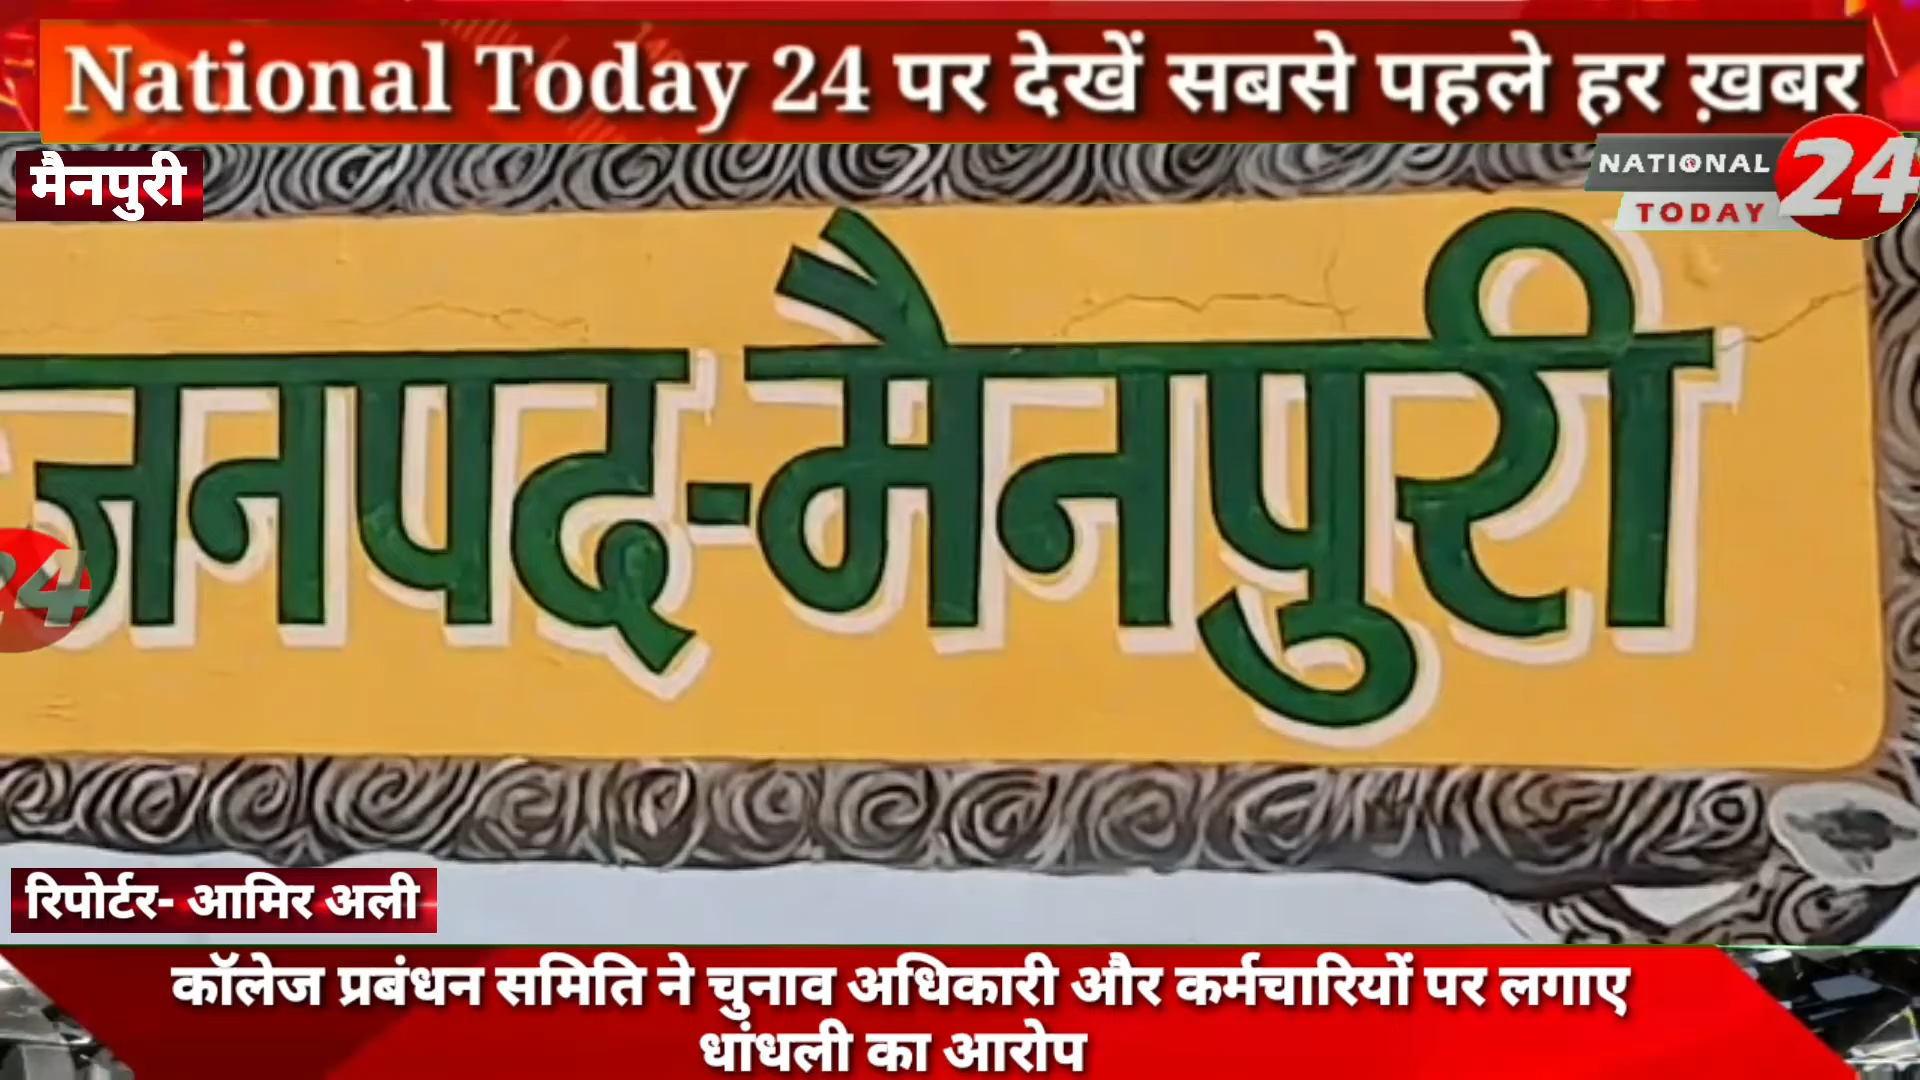 National Today 24 पर देखें सबसे पहले हर ख़बर
मैनपुरी
NATIONAL
TODAY
24
जनपद-मैनपुरी
24
रिपोर्टर- आमिर अली
कॉलेज प्रबंधन समिति ने चुनाव अधिकारी और कर्मचारियों पर लगाए
धांधली का आरोप